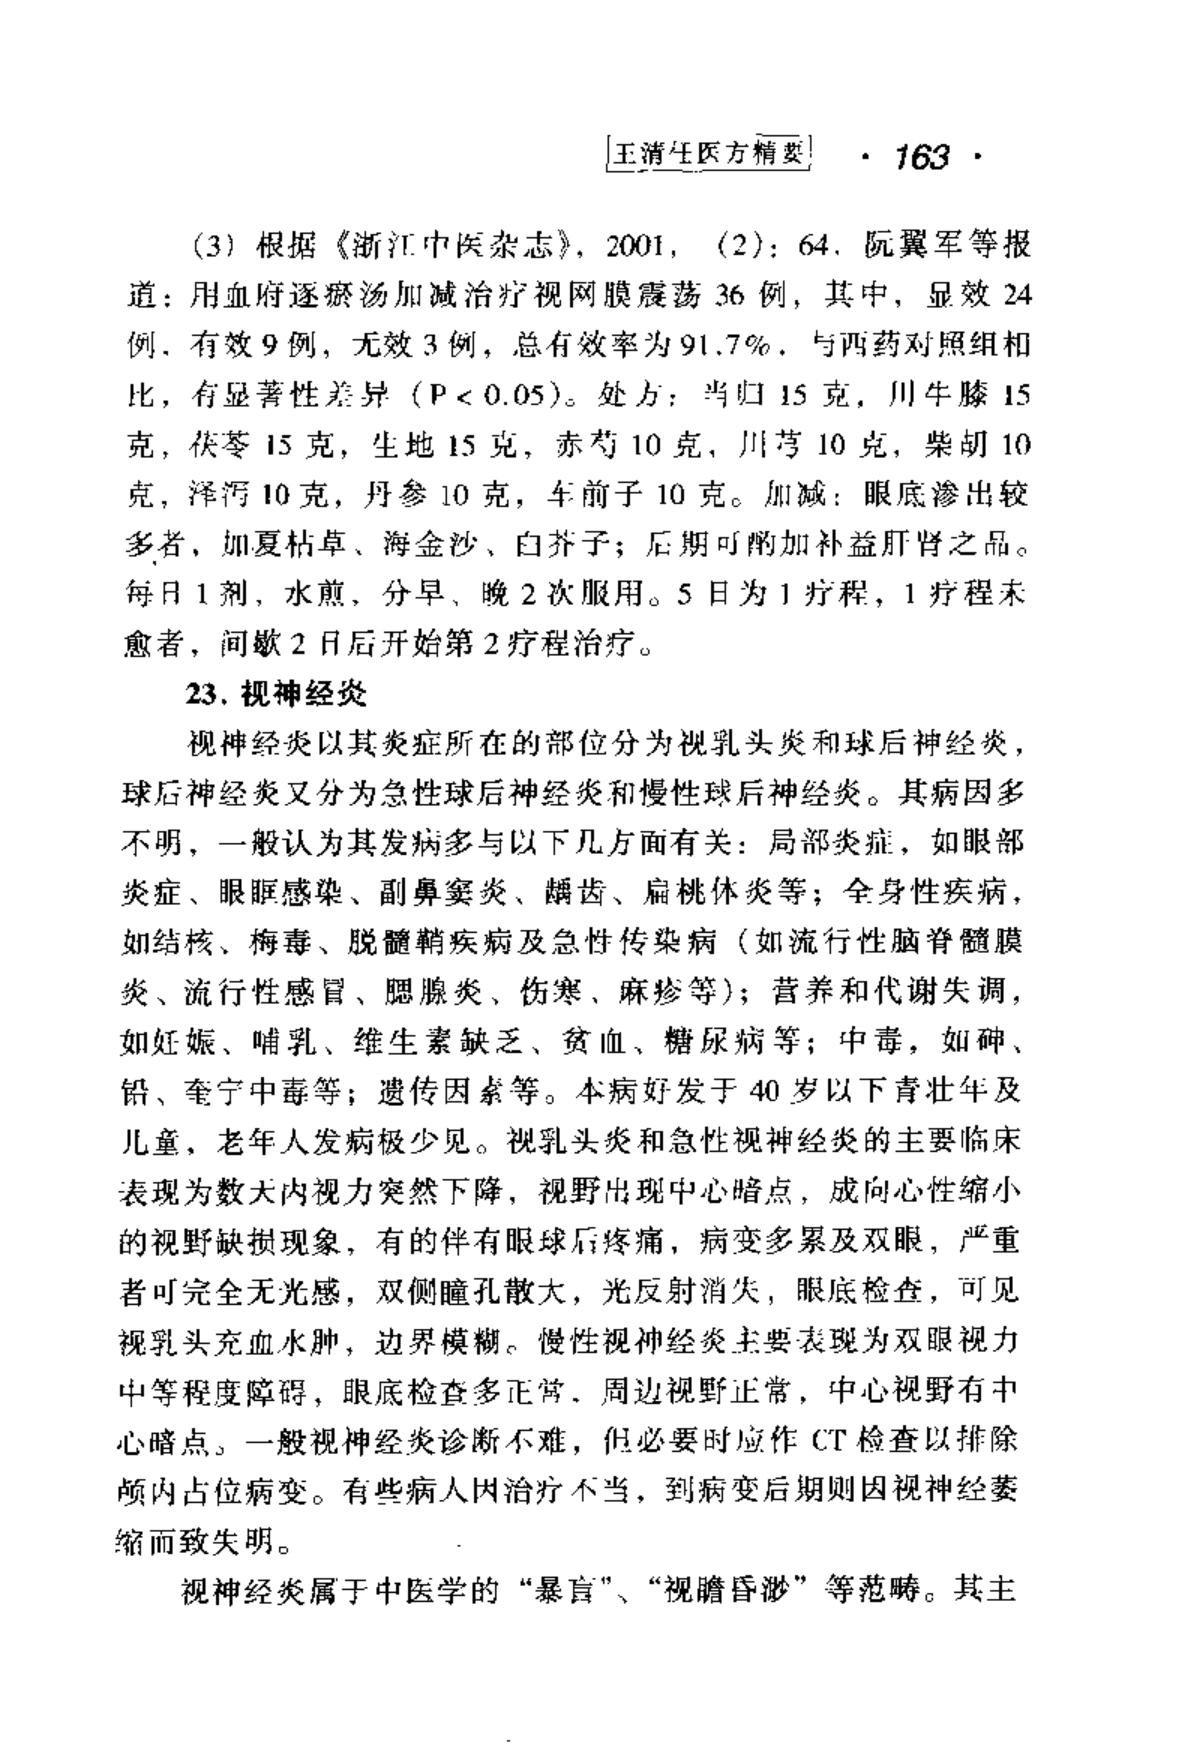 王清任医方精要 · 163 ·
(3) 根据《浙江中医杂志》, 2001, (2): 64. 阮翼军等报
道：用血府逐瘀汤加减治疗视网膜震荡 36 例，其中，显效 24
例，有效 9 例，无效 3 例，总有效率为 91.7%，与西药对照组相
比，有显著性差异（P < 0.05）。处方：当归 15 克，川牛膝 15
克，茯苓 15 克，生地 15 克，赤芍 10 克，川芎 10 克，柴胡 10
克，泽泻 10 克，丹参 10 克，车前子 10 克。加减：眼底渗出较
多者，加夏枯草、海金沙、白芥子；后期可酌加补益肝肾之品。
每日 1 剂，水煎，分早、晚 2 次服用。5 日为 1 疗程，1 疗程未
愈者，间歇 2 日后开始第 2 疗程治疗。
23. 视神经炎
视神经炎以其炎症所在的部位分为视乳头炎和球后神经炎，
球后神经炎又分为急性球后神经炎和慢性球后神经炎。其病因多
不明，一般认为其发病多与以下几方面有关：局部炎症，如眼部
炎症、眼眶感染、副鼻窦炎、龋齿、扁桃体炎等；全身性疾病，
如结核、梅毒、脱髓鞘疾病及急性传染病（如流行性脑脊髓膜
炎、流行性感冒、腮腺炎、伤寒、麻疹等）；营养和代谢失调，
如妊娠、哺乳、维生素缺乏、贫血、糖尿病等；中毒，如砷、
铅、奎宁中毒等；遗传因素等。本病好发于 40 岁以下青壮年及
儿童，老年人发病极少见。视乳头炎和急性视神经炎的主要临床
表现为数天内视力突然下降，视野出现中心暗点，成向心性缩小
的视野缺损现象，有的伴有眼球后疼痛，病变多累及双眼，严重
者可完全无光感，双侧瞳孔散大，光反射消失，眼底检查，可见
视乳头充血水肿，边界模糊。慢性视神经炎主要表现为双眼视力
中等程度障碍，眼底检查多正常，周边视野正常，中心视野有中
心暗点。一般视神经炎诊断不难，但必要时应作 CT 检查以排除
颅内占位病变。有些病人因治疗不当，到病变后期则因视神经萎
缩而致失明。
视神经炎属于中医学的“暴盲”、“视瞻昏渺”等范畴。其主